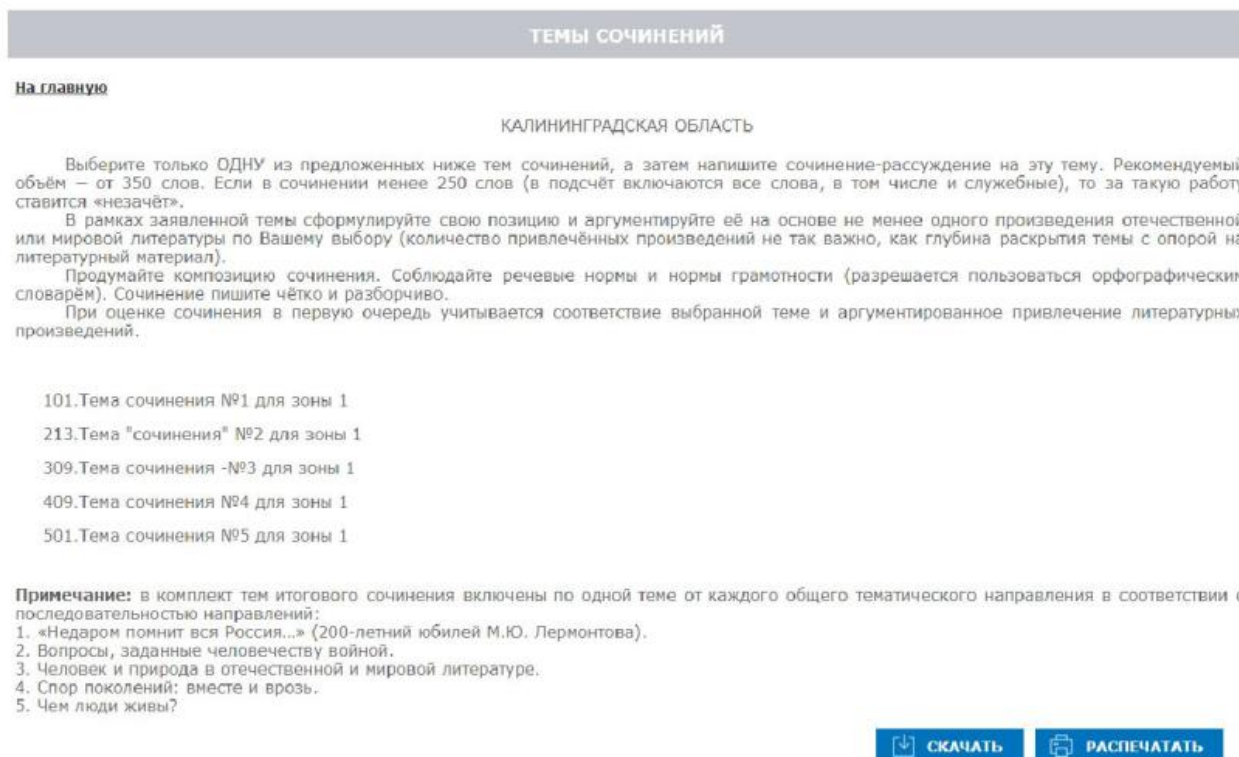 ТЕМЫ СОЧИНЕНИЙ
На главную
КАЛИНИНГРАДСКАЯ ОБЛАСТЬ
Выберите только ОДНУ из предложенных ниже тем сочинений, а затем напишите сочинение-рассуждение на эту тему. Рекомендуемый
объём — от 350 слов. Если в сочинении менее 250 слов (в подсчёт включаются все слова, в том числе и служебные), то за такую работу
ставится «незачёт».
В рамках заявленной темы сформулируйте свою позицию и аргументируйте её на основе не менее одного произведения отечественной
или мировой литературы по Вашему выбору (количество привлечённых произведений не так важно, как глубина раскрытия темы с опорой на
литературный материал).
Продумайте композицию сочинения. Соблюдайте речевые нормы и нормы грамотности (разрешается пользоваться орфографическим
словарём). Сочинение пишите чётко и разборчиво.
При оценке сочинения в первую очередь учитывается соответствие выбранной теме и аргументированное привлечение литературных
произведений.
101.Тема сочинения №1 для зоны 1
213.Тема "сочинения" №2 для зоны 1
309.Тема сочинения -№3 для зоны 1
409.Тема сочинения №4 для зоны 1
501.Тема сочинения №5 для зоны 1
Примечание: в комплект тем итогового сочинения включены по одной теме от каждого общего тематического направления в соответствии с
последовательностью направлений:
1. «Недаром помнит вся Россия...» (200-летний юбилей М.Ю. Лермонтова).
2. Вопросы, заданные человечеству войной.
3. Человек и природа в отечественной и мировой литературе.
4. Спор поколений: вместе и врозь.
5. Чем люди живы?
СКАЧАТЬ РАСПЕЧАТАТЬ